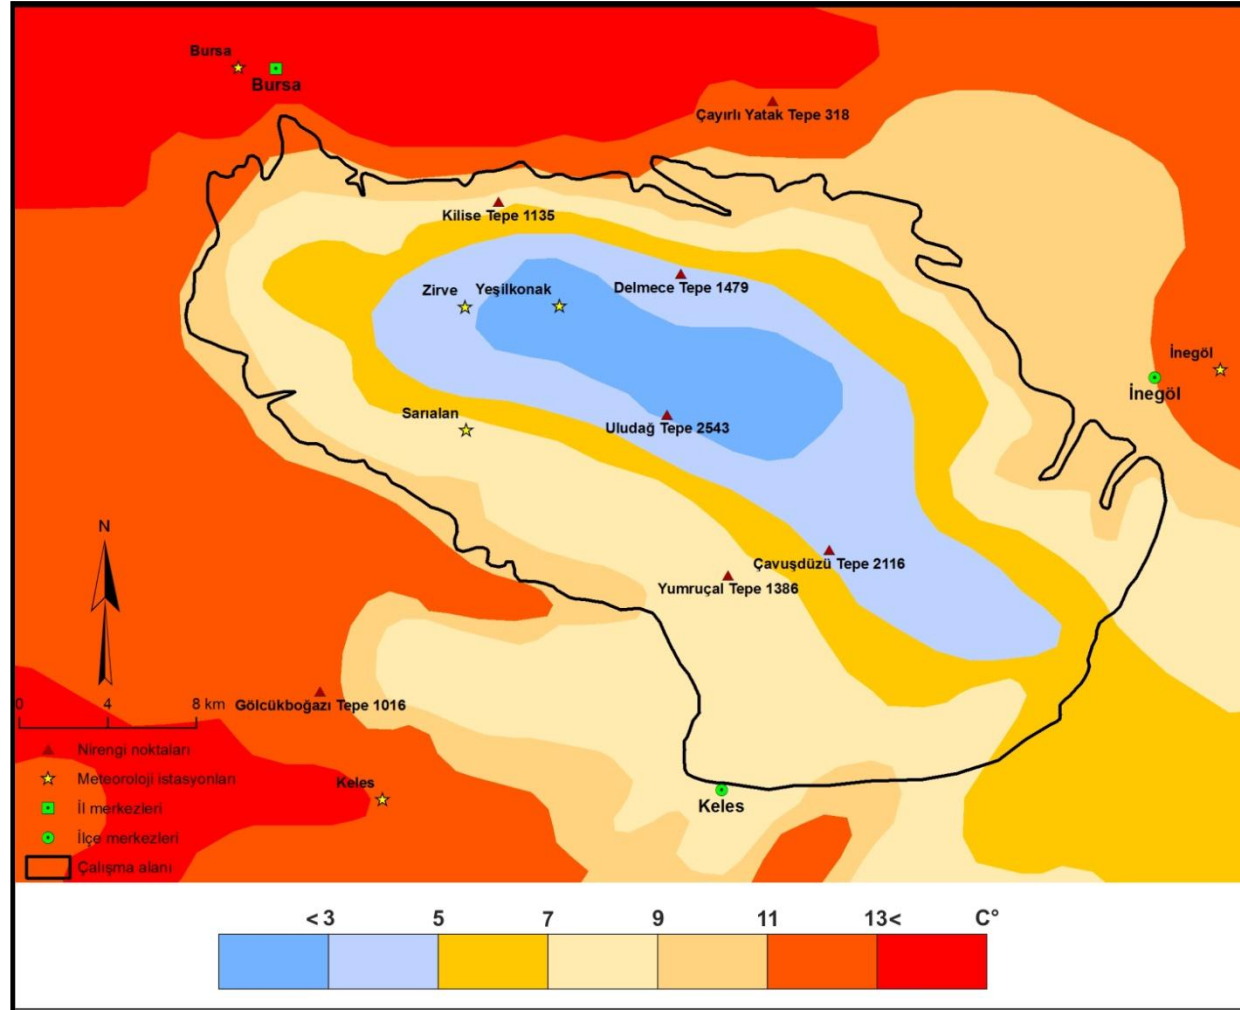 Bursa
Bursa
Çayırlı Yatak Tepe 318
Kilise Tepe 1135
Zirve
Yeşilkonak
Delmece Tepe 1479
İnegöl
İnegöl
Sarıalan
Uludağ Tepe 2543
N
Çavuşdüzü Tepe 2116
Yumruçal Tepe 1386
Gölcükboğazı Tepe 1016
0 4 8 km
Nirengi noktaları
Meteoroloji istasyonları
Keles
Keles
İl merkezleri
İlçe merkezleri
Çalışma alanı
< 3 5 7 9 11 13< C°